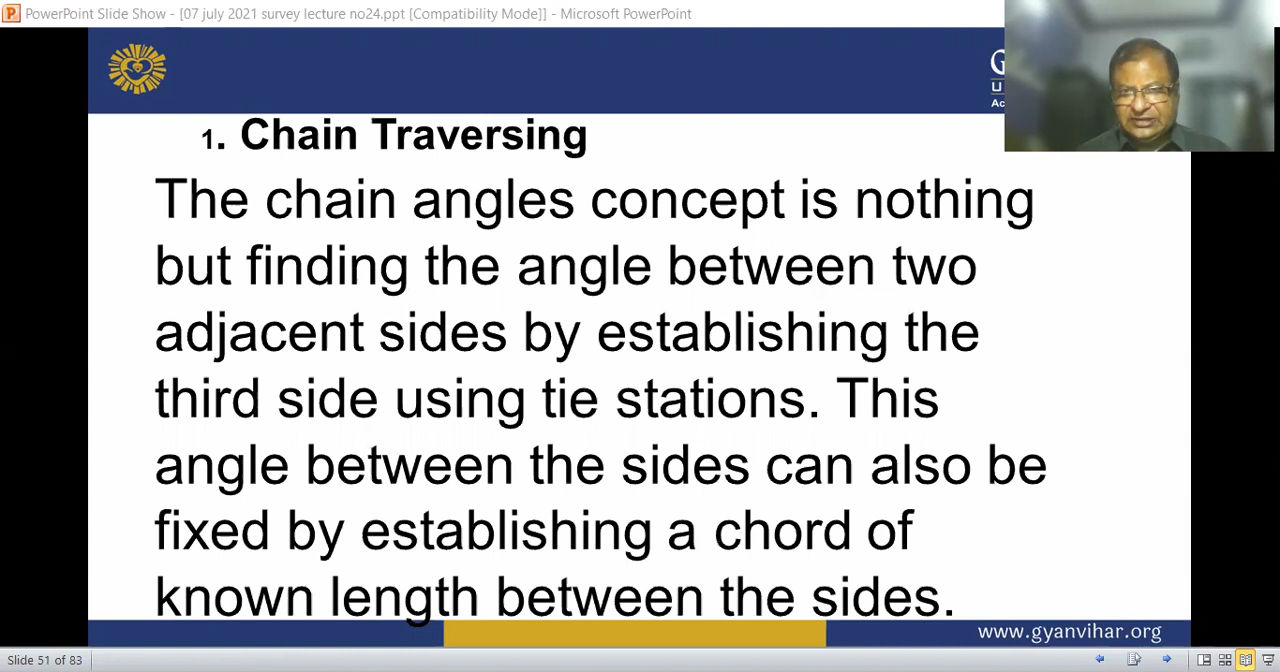 PowerPoint Slide Show - [07 july 2021 survey lecture no24.ppt [Compatibility Mode]] - Microsoft PowerPoint
1. Chain Traversing
The chain angles concept is nothing
but finding the angle between two
adjacent sides by establishing the
third side using tie stations. This
angle between the sides can also be
fixed by establishing a chord of
known length between the sides.
www.gyanvihar.org
Slide 51 of 83